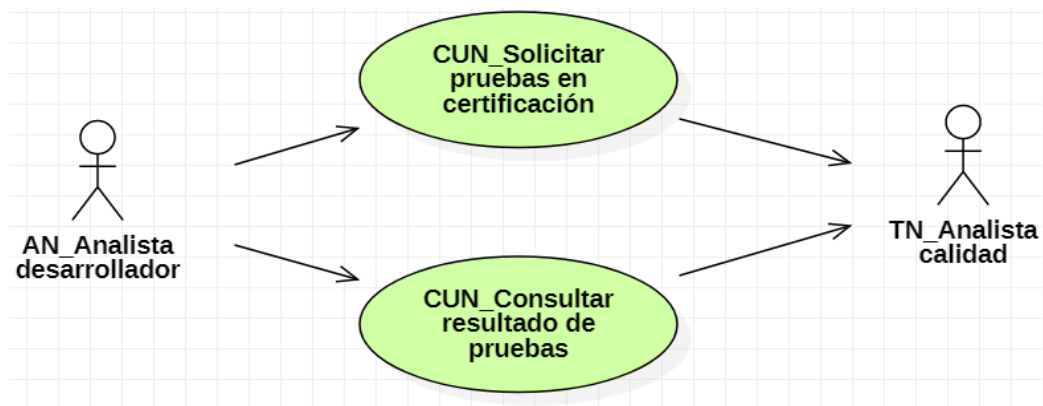 CUN_Solicitar
pruebas en
certificación
AN_Analista
desarrollador
TN_Analista
calidad
CUN_Consultar
resultado de
pruebas